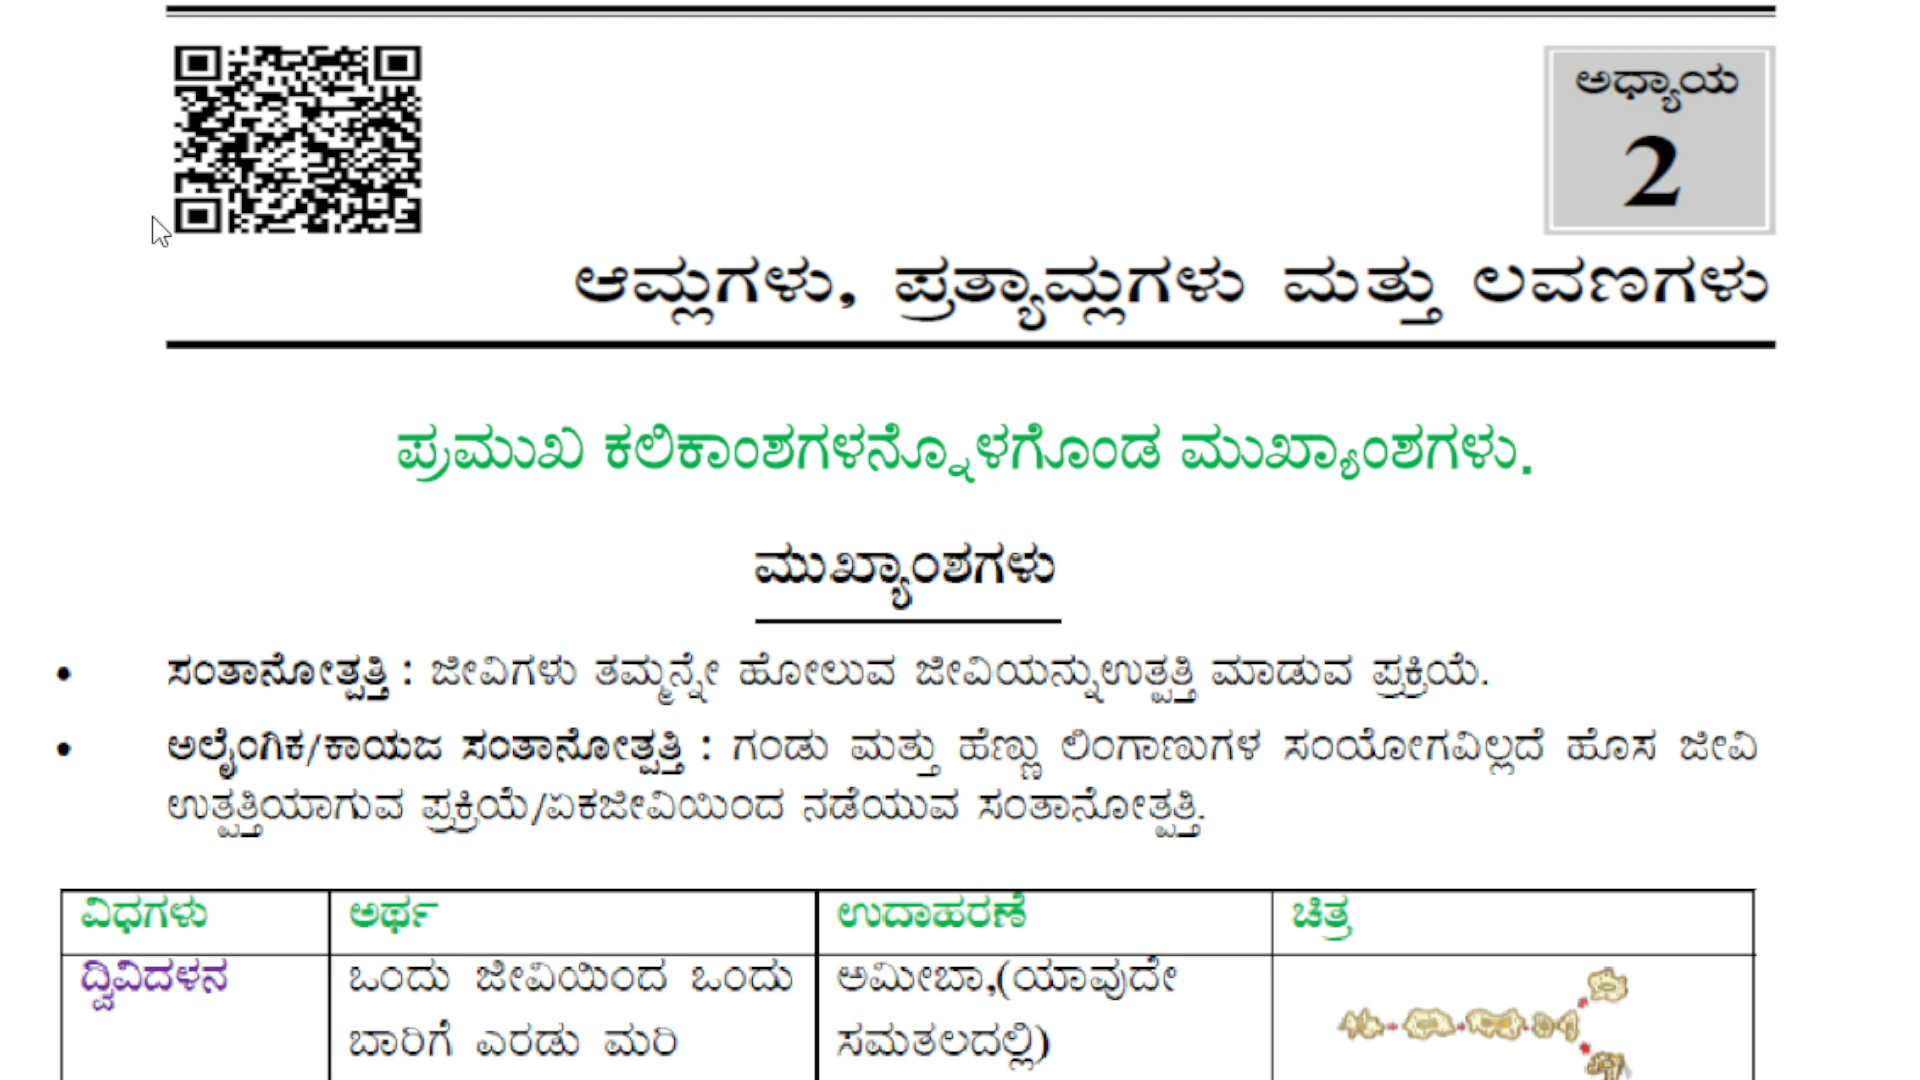 ಅಧ್ಯಾಯ
2
ಆಮ್ಲಗಳು, ಪ್ರತ್ಯಾಮ್ಲಗಳು ಮತ್ತು ಲವಣಗಳು
ಪ್ರಮುಖ ಕಲಿಕಾಂಶಗಳನ್ನೊಳಗೊಂಡ ಮುಖ್ಯಾಂಶಗಳು.
ಮುಖ್ಯಾಂಶಗಳು
• ಸಂತಾನೋತ್ಪತ್ತಿ : ಜೀವಿಗಳು ತಮ್ಮನ್ನೇ ಹೋಲುವ ಜೀವಿಯನ್ನುಉತ್ಪತ್ತಿ ಮಾಡುವ ಪ್ರಕ್ರಿಯೆ.
• ಅಲೈಂಗಿಕ/ಕಾಯಜ ಸಂತಾನೋತ್ಪತ್ತಿ : ಗಂಡು ಮತ್ತು ಹೆಣ್ಣು ಲಿಂಗಾಣುಗಳ ಸಂಯೋಗವಿಲ್ಲದೆ ಹೊಸ ಜೀವಿ
ಉತ್ಪತ್ತಿಯಾಗುವ ಪ್ರಕ್ರಿಯೆ/ಏಕಜೀವಿಯಿಂದ ನಡೆಯುವ ಸಂತಾನೋತ್ಪತ್ತಿ.
ವಿಧಗಳು ಅರ್ಥ ಉದಾಹರಣೆ ಚಿತ್ರ
ದ್ವಿವಿದಳನ ಒಂದು ಜೀವಿಯಿಂದ ಒಂದು ಅಮೀಬಾ,(ಯಾವುದೇ
ಬಾರಿಗೆ ಎರಡು ಮರಿ ಸಮತಲದಲ್ಲಿ)